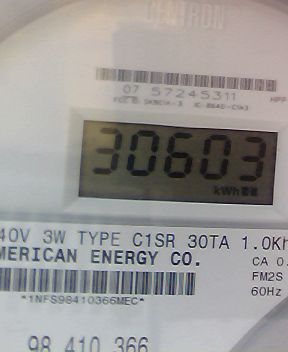 CENTRON
07 57245311
30603
kWh
40V 3W TYPE C1SR 30TA 1.0Kh
MERICAN ENERGY CO.
CA 0.
FM2S
60Hz
*1NFS98410366MEC*
98 410 366